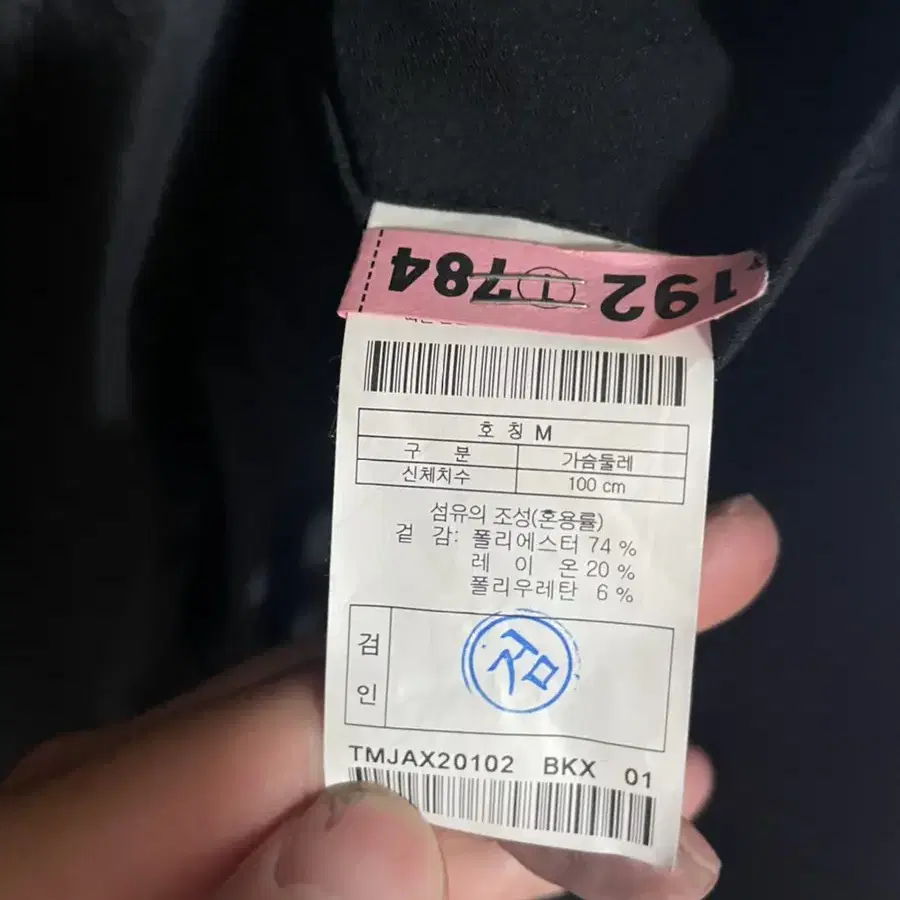 192 ① 784
호 칭 M
구 분 가슴둘레
신체치수 100 cm
섬유의 조성(혼용률)
겉 감: 폴리에스터 74 %
레 이 온 20 %
폴리우레탄 6 %
검
인
검
TMJAX20102 BKX 01